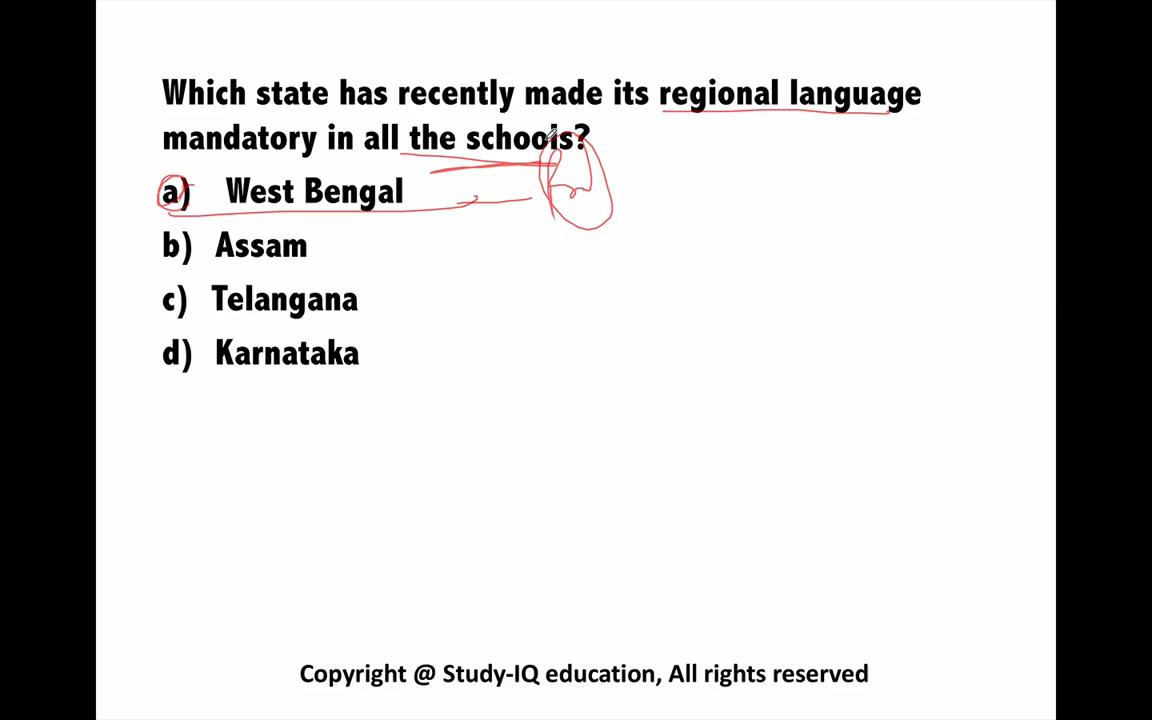 Which state has recently made its regional language
mandatory in all the schools?
a) West Bengal
b) Assam
c) Telangana
d) Karnataka
Copyright @ Study-IQ education, All rights reserved